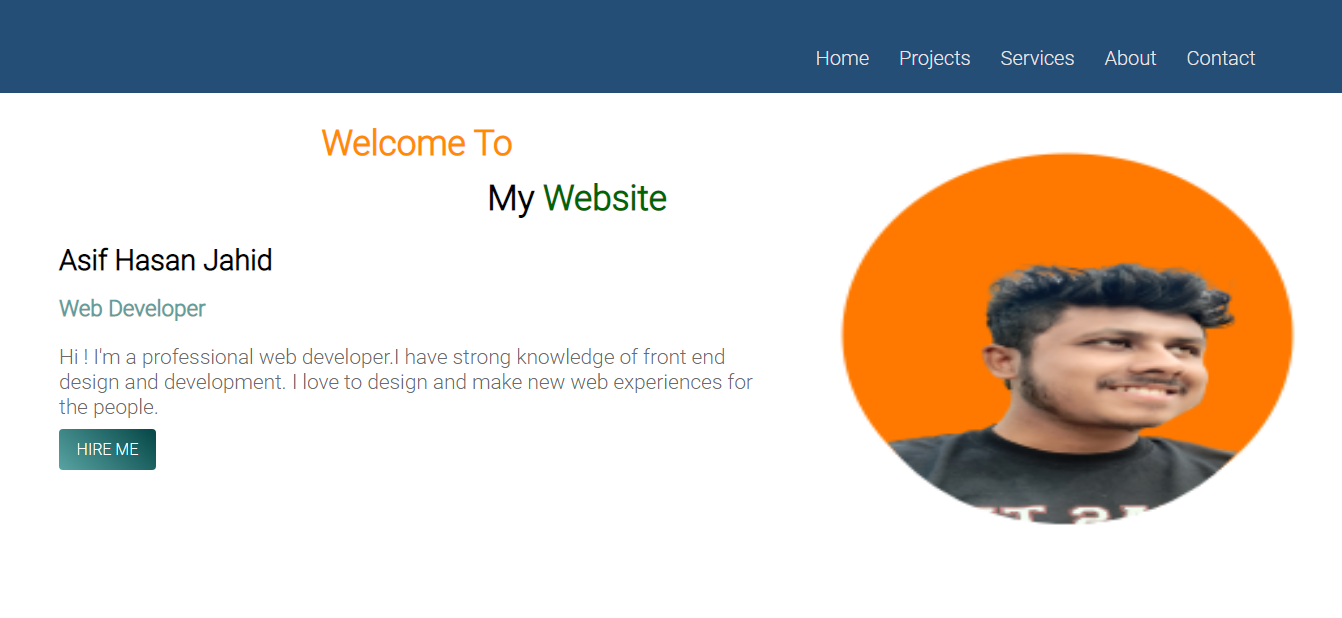 Home Projects Services About Contact
Welcome To
My Website
Asif Hasan Jahid
Web Developer
Hi ! I'm a professional web developer.I have strong knowledge of front end
design and development. I love to design and make new web experiences for
the people.
HIRE ME